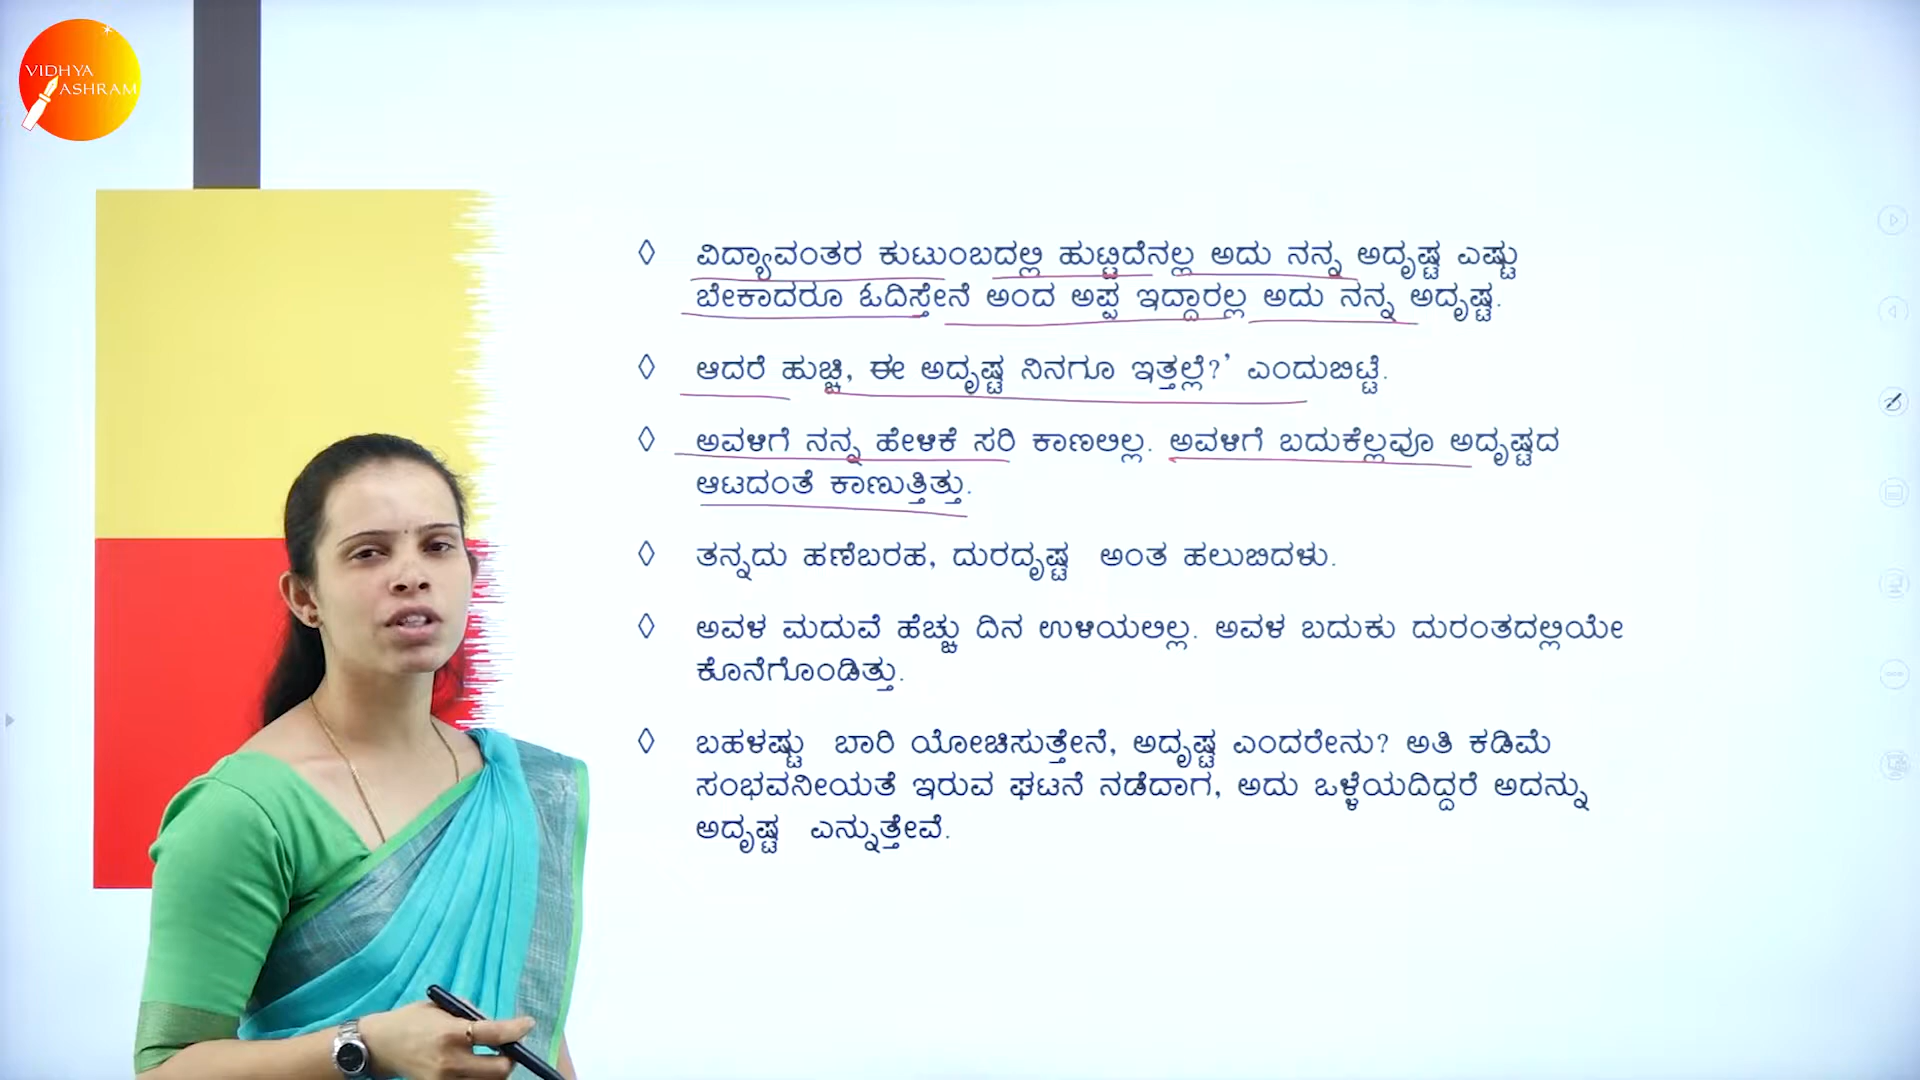 VIDHYA
ASHRAM
ವಿದ್ಯಾವಂತರ ಕುಟುಂಬದಲ್ಲಿ ಹುಟ್ಟಿದೆನಲ್ಲ ಅದು ನನ್ನ ಅದೃಷ್ಟ ಎಷ್ಟು
ಬೇಕಾದರೂ ಓದಿಸ್ತೇನೆ ಅಂದ ಅಪ್ಪ ಇದ್ದಾರಲ್ಲ ಅದು ನನ್ನ ಅದೃಷ್ಟ.
ಆದರೆ ಹುಚ್ಚಿ, ಈ ಅದೃಷ್ಟ ನಿನಗೂ ಇತ್ತಲ್ಲೆ?’ ಎಂದುಬಿಟ್ಟೆ.
ಅವಳಿಗೆ ನನ್ನ ಹೇಳಿಕೆ ಸರಿ ಕಾಣಲಿಲ್ಲ. ಅವಳಿಗೆ ಬದುಕೆಲ್ಲವೂ ಅದೃಷ್ಟದ
ಆಟದಂತೆ ಕಾಣುತ್ತಿತ್ತು.
ತನ್ನದು ಹಣೆಬರಹ, ದುರದೃಷ್ಟ ಅಂತ ಹಲುಬಿದಳು.
ಅವಳ ಮದುವೆ ಹೆಚ್ಚು ದಿನ ಉಳಿಯಲಿಲ್ಲ. ಅವಳ ಬದುಕು ದುರಂತದಲ್ಲಿಯೇ
ಕೊನೆಗೊಂಡಿತ್ತು.
ಬಹಳಷ್ಟು ಬಾರಿ ಯೋಚಿಸುತ್ತೇನೆ, ಅದೃಷ್ಟ ಎಂದರೇನು? ಅತಿ ಕಡಿಮೆ
ಸಂಭವನೀಯತೆ ಇರುವ ಘಟನೆ ನಡೆದಾಗ, ಅದು ಒಳ್ಳೆಯದಿದ್ದರೆ ಅದನ್ನು
ಅದೃಷ್ಟ ಎನ್ನುತ್ತೇವೆ.